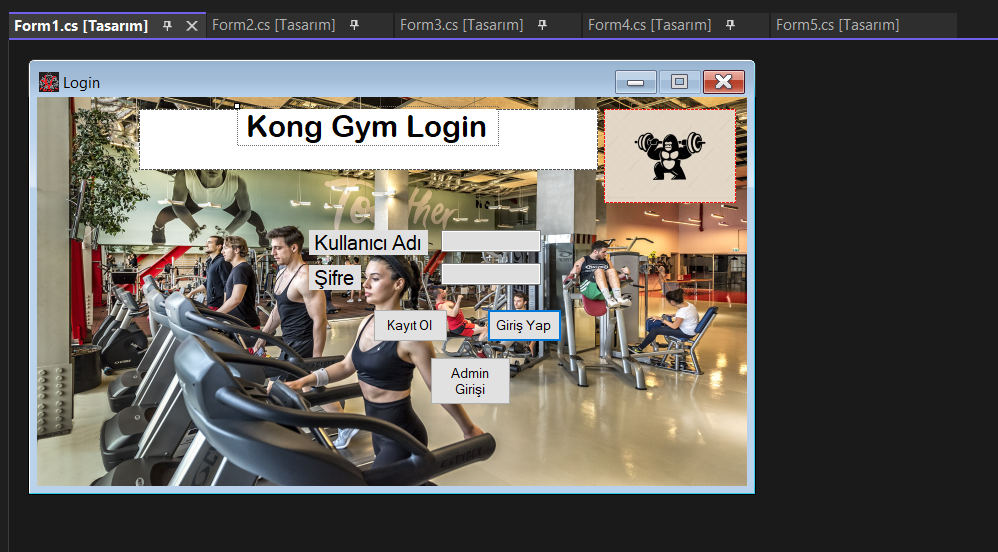 Form1.cs [Tasarım]
Form2.cs [Tasarım]
Form3.cs [Tasarım]
Form4.cs [Tasarım]
Form5.cs [Tasarım]
Login
Kong Gym Login
Kullanıcı Adı
Şifre
Kayıt Ol
Giriş Yap
Admin
Girişi